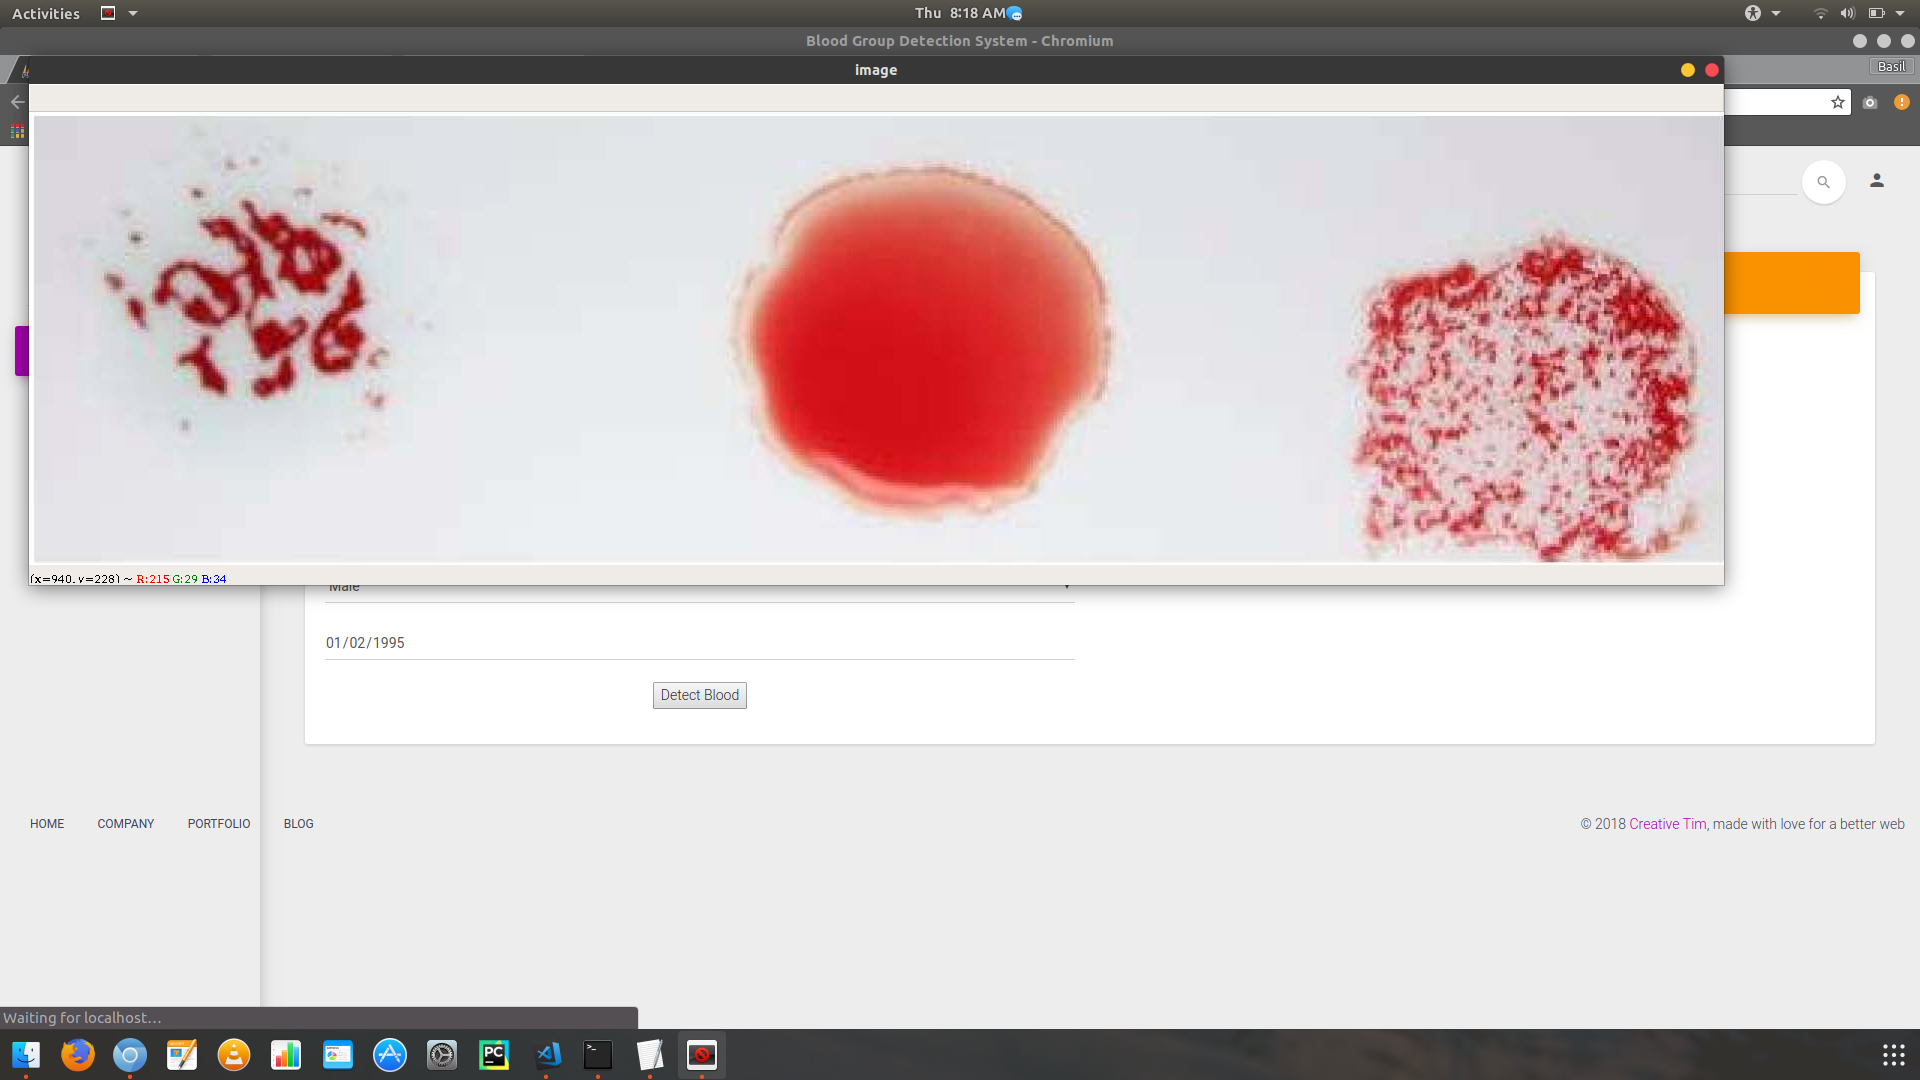 Activities
Thu 8:18 AM
Blood Group Detection System - Chromium
image
Basil
(x=940, y=228) ~ R:215 G:29 B:34
Male
01/02/1995
Detect Blood
HOME COMPANY PORTFOLIO BLOG
© 2018 Creative Tim, made with love for a better web
Waiting for localhost...
PC